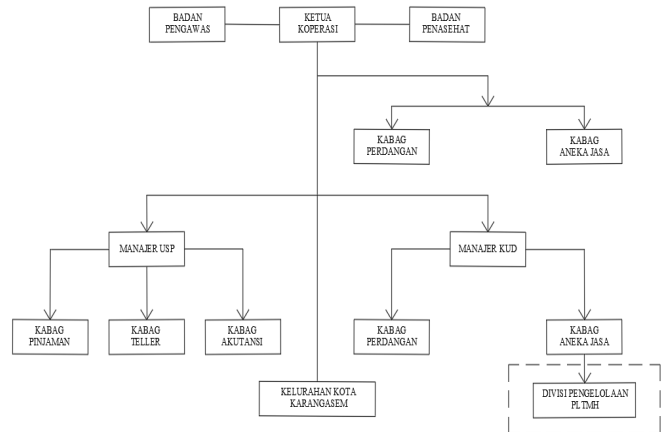 BADAN
PENGAWAS
KETUA
KOPERASI
BADAN
PENASEHAT
KABAG
PERDANGAN
KABAG
ANEKA JASA
MANAJER USP
MANAJER KUD
KABAG
PINJAMAN
KABAG
TELLER
KABAG
AKUTANSI
KABAG
PERDANGAN
KABAG
ANEKA JASA
KELURAHAN KOTA
KARANGASEM
DIVISI PENGELOLAAN
PLTMH